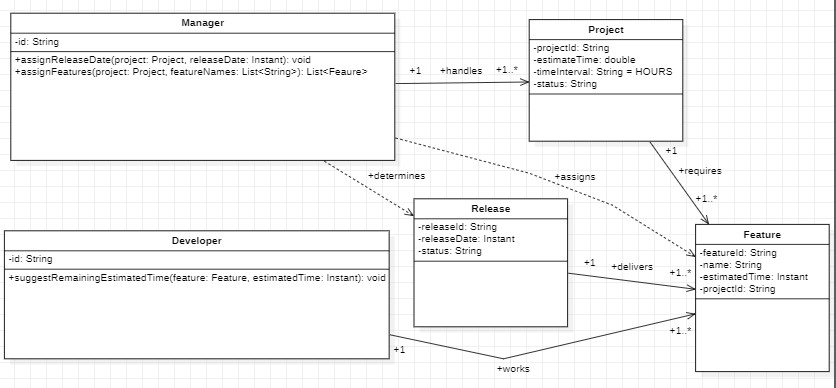 Manager
-id: String
+assignReleaseDate(project: Project, releaseDate: Instant): void
+assignFeatures(project: Project, featureNames: List<String>): List<Feaure>
+1
+handles
+1..*
Project
-projectId: String
-estimateTime: double
-timeInterval: String = HOURS
-status: String
+1
+requires
+1..*
+assigns
+determines
Release
-releaseId: String
-releaseDate: Instant
-status: String
+1
+delivers
+1..*
Feature
-featureId: String
-name: String
-estimatedTime: Instant
-projectId: String
Developer
-id: String
+suggestRemainingEstimatedTime(feature: Feature, estimatedTime: Instant): void
+1
+works
+1..*